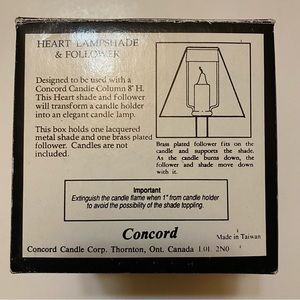 HEART LAMPSHADE
& FOLLOWER
Designed to be used with a
Concord Candle Column 8" H.
This Heart shade and follower
will transform a candle holder
into an elegant candle lamp.
This box holds one lacquered
metal shade and one brass plated
follower. Candles are not
included.
Brass plated follower fits on the
candle and supports the shade.
As the candle burns down, the
follower and shade move down
with it.
Important
Extinguish the candle flame when 1" from candle holder
to avoid the possibility of the shade toppling.
Concord
Made in Taiwan
Concord Candle Corp. Thornton, Ont. Canada L0L 2N0